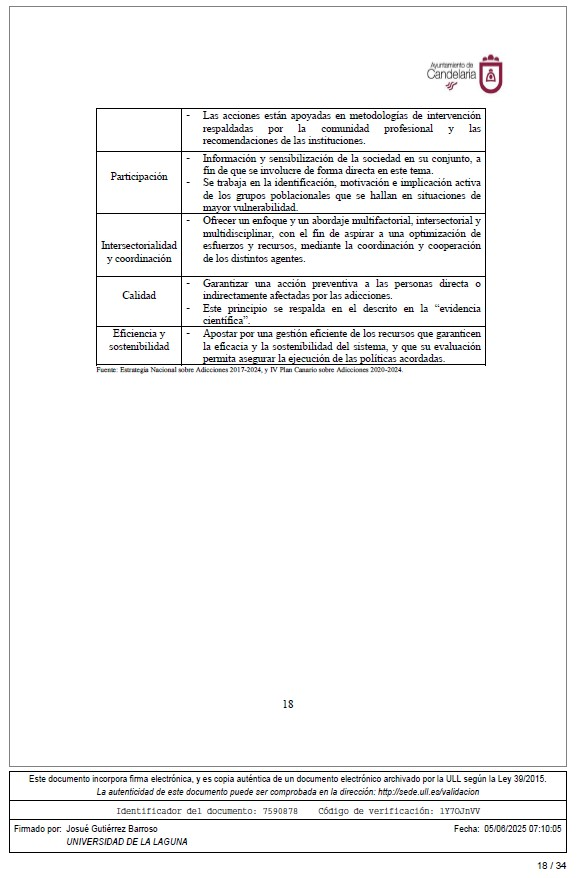 Ayuntamiento de
Candelaria
- Las acciones están apoyadas en metodologías de intervención
respaldadas por la comunidad profesional y las
recomendaciones de las instituciones.
Participación
- Información y sensibilización de la sociedad en su conjunto, a
fin de que se involucre de forma directa en este tema.
- Se trabaja en la identificación, motivación e implicación activa
de los grupos poblacionales que se hallan en situaciones de
mayor vulnerabilidad.
Intersectorialidad
y coordinación
- Ofrecer un enfoque y un abordaje multifactorial, intersectorial y
multidisciplinar, con el fin de aspirar a una optimización de
esfuerzos y recursos, mediante la coordinación y cooperación
de los distintos agentes.
Calidad
- Garantizar una acción preventiva a las personas directa o
indirectamente afectadas por las adicciones.
- Este principio se respalda en el descrito en la “evidencia
científica”.
Eficiencia y
sostenibilidad
- Apostar por una gestión eficiente de los recursos que garanticen
la eficacia y la sostenibilidad del sistema, y que su evaluación
permita asegurar la ejecución de las políticas acordadas.
Fuente: Estrategia Nacional sobre Adicciones 2017-2024, y IV Plan Canario sobre Adicciones 2020-2024.
18
Este documento incorpora firma electrónica, y es copia auténtica de un documento electrónico archivado por la ULL según la Ley 39/2015.
La autenticidad de este documento puede ser comprobada en la dirección: http://sede.ull.es/validacion
Identificador del documento: 7590878 Código de verificación: 1Y7OJnVV
Firmado por: Josué Gutiérrez Barroso Fecha: 05/06/2025 07:10:05
UNIVERSIDAD DE LA LAGUNA
18 / 34